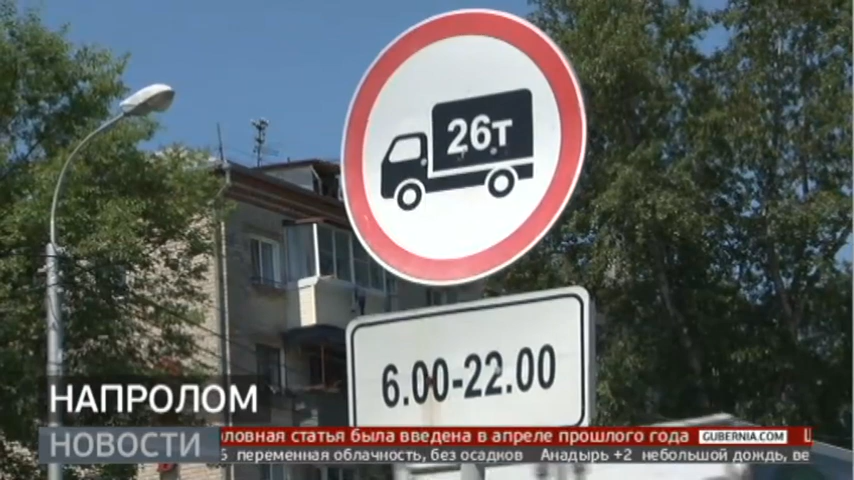 26т
6.00-22.00
НАПРОЛОМ
НОВОСТИ
статья была введена в апреле прошлого года GUBERNIA.COM
переменная облачность, без осадков Анадырь +2 небольшой дождь,